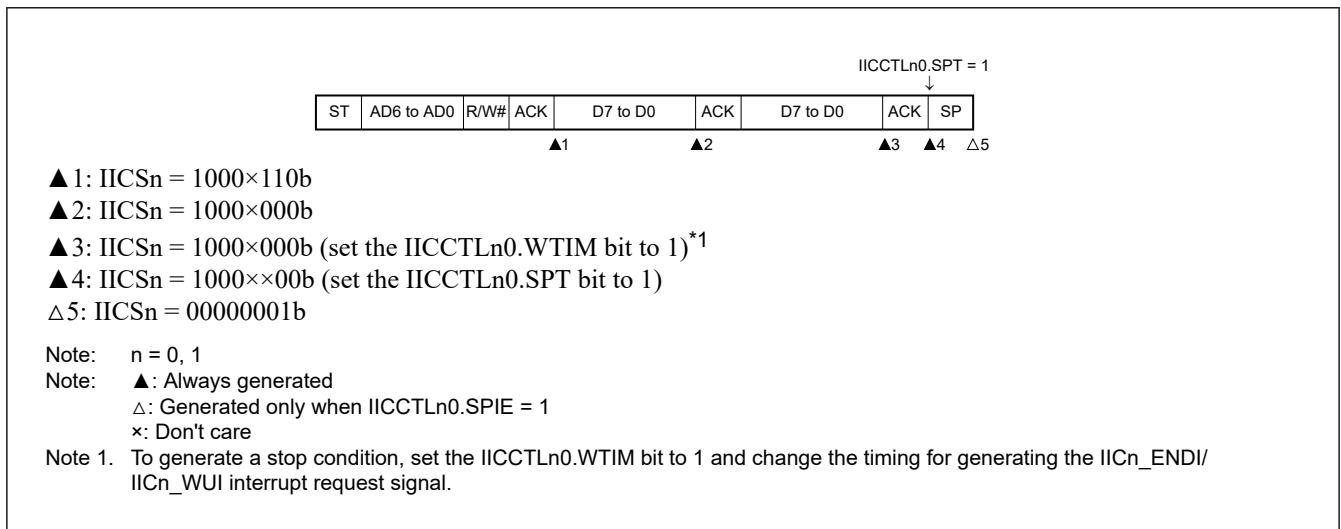 IICCTLn0.SPT = 1
↓
ST AD6 to AD0 R/W# ACK D7 to D0 ACK D7 to D0 ACK SP
▲1 ▲2 ▲3 ▲4 △5
▲1: IICSn = 1000×110b
▲2: IICSn = 1000×000b
▲3: IICSn = 1000×000b (set the IICCTLn0.WTIM bit to 1)*1
▲4: IICSn = 1000××00b (set the IICCTLn0.SPT bit to 1)
△5: IICSn = 00000001b
Note: n = 0, 1
Note: ▲: Always generated
△: Generated only when IICCTLn0.SPIE = 1
×: Don't care
Note 1. To generate a stop condition, set the IICCTLn0.WTIM bit to 1 and change the timing for generating the IICn_ENDI/
IICn_WUI interrupt request signal.